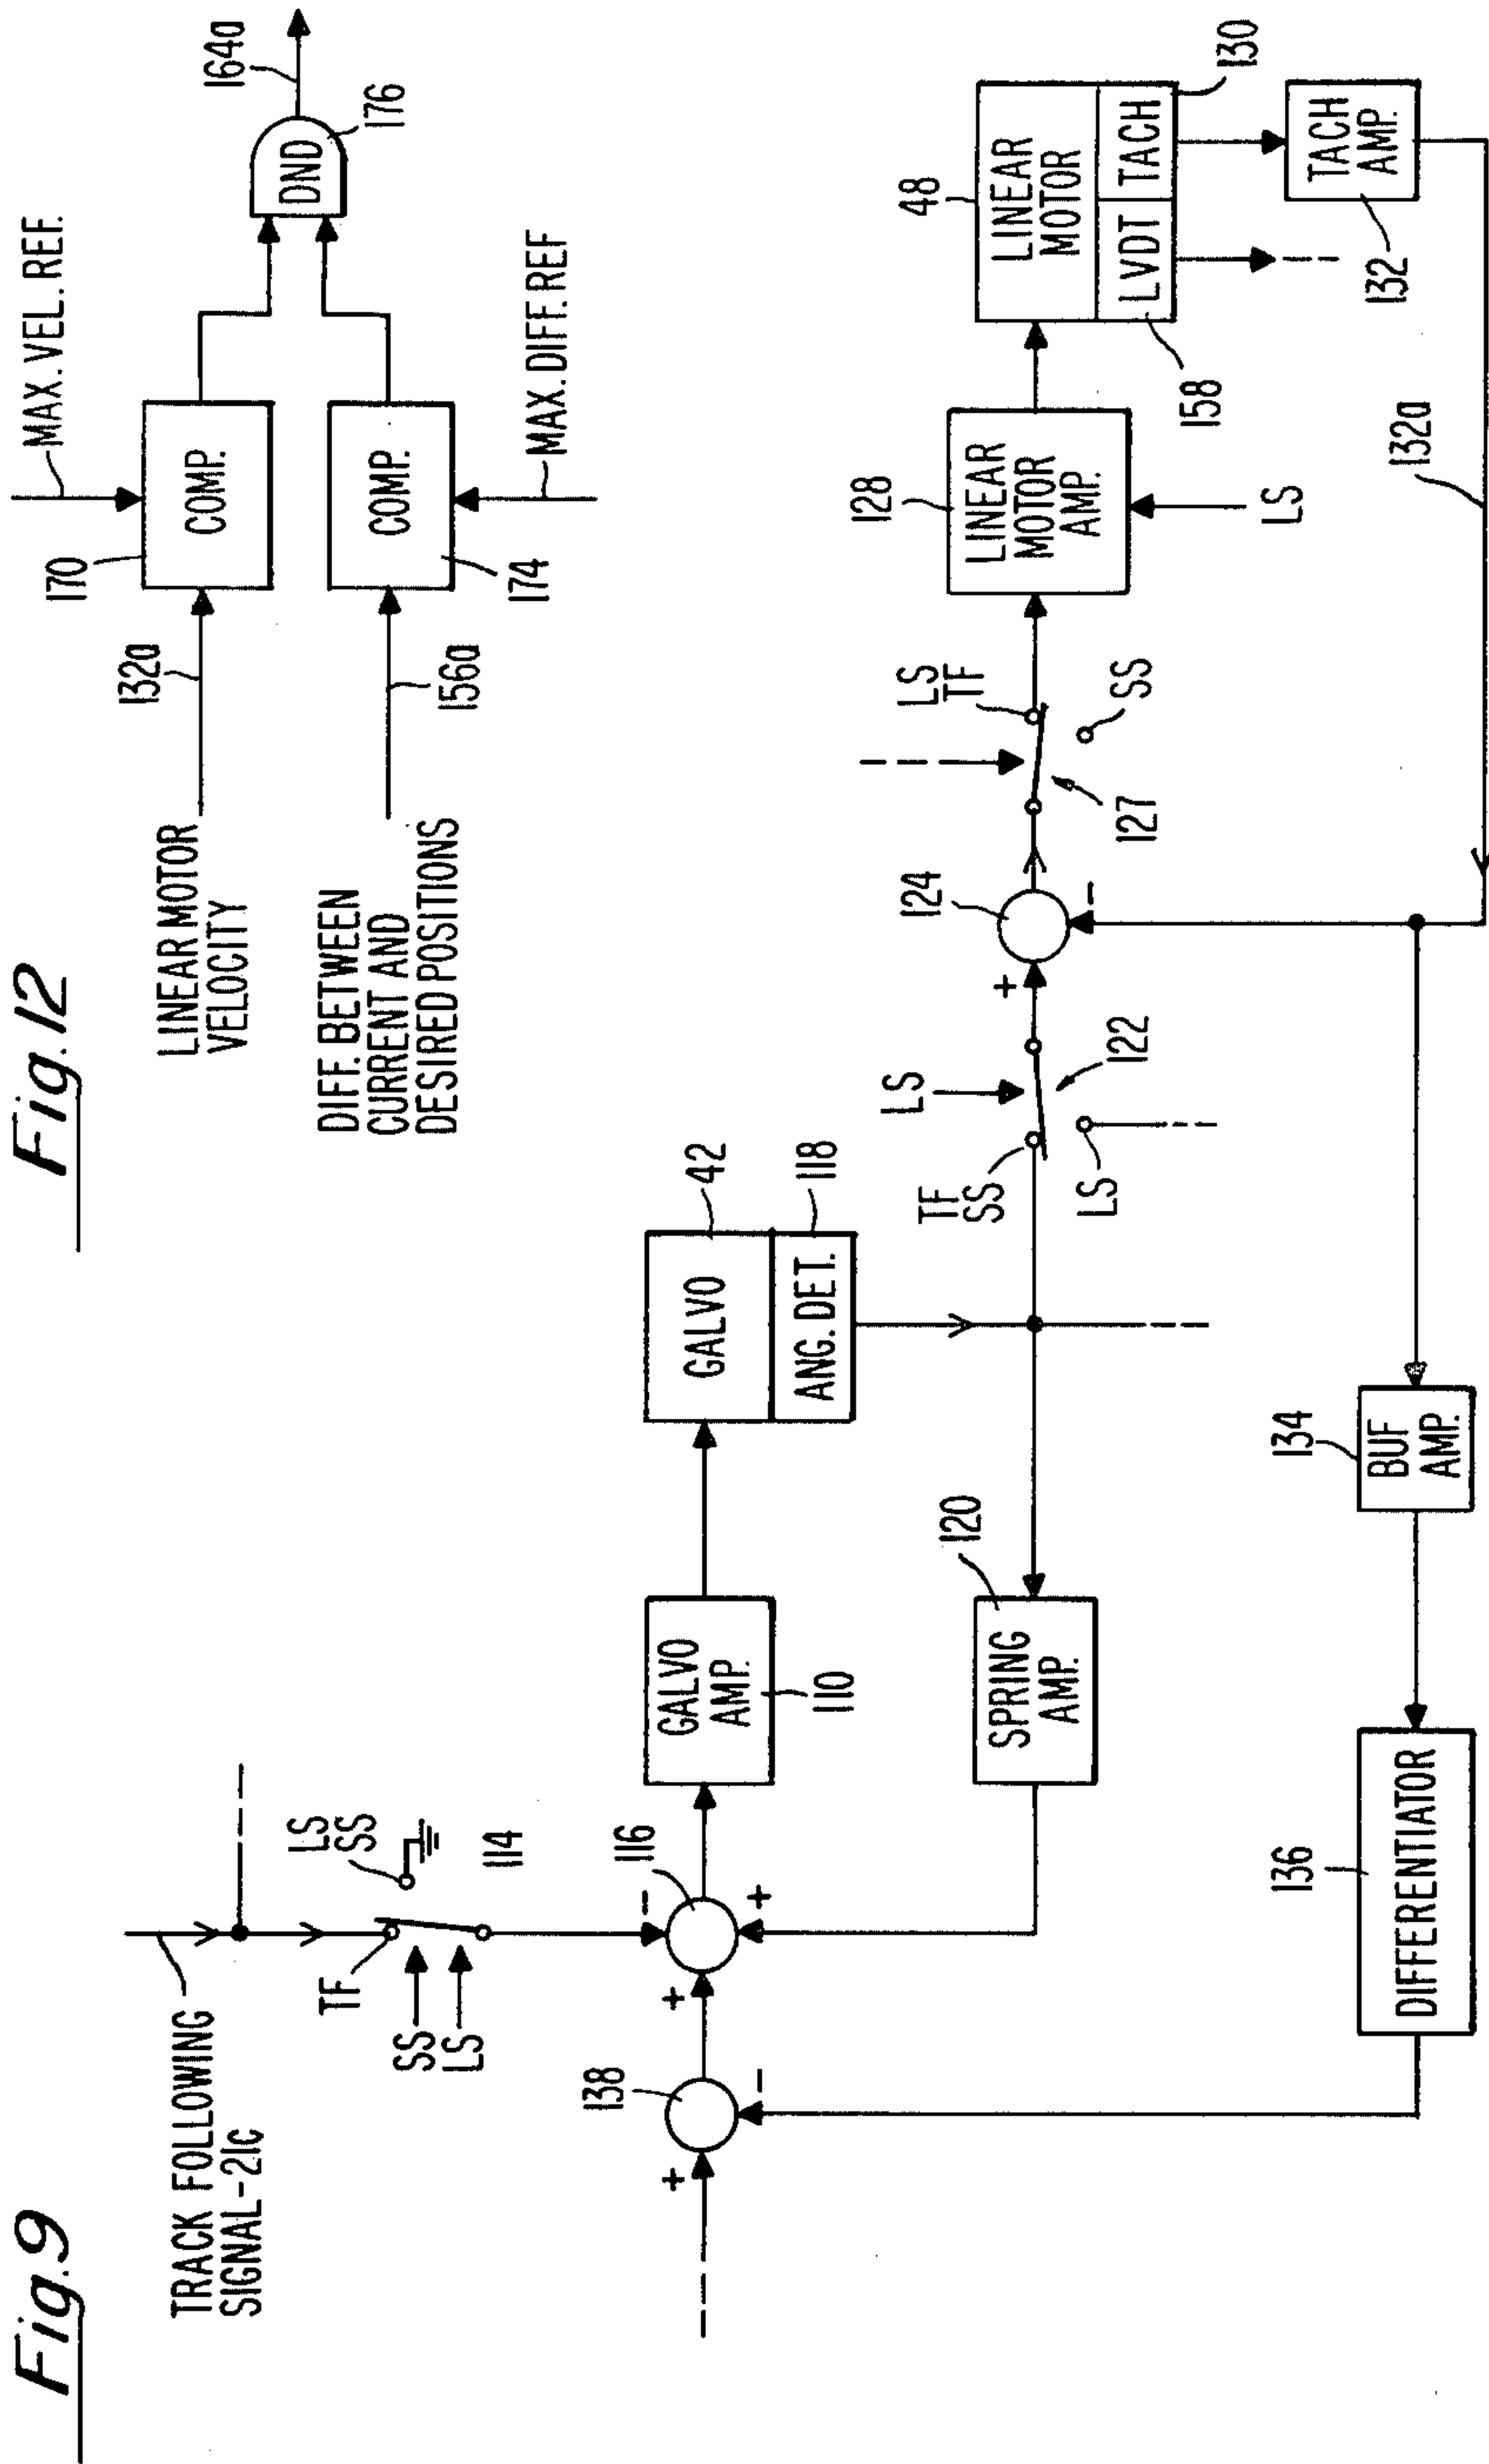 Fig.9
TRACK FOLLOWING
SIGNAL-21c
TF
LS
SS
SS
LS
114
138
+
-
+
116
-
+
GALVO
AMP.
110
GALVO
42
ANG. DET.
118
SPRING
AMP.
120
TF
SS
LS
LS
122
+
124
-
127
LS
TF
SS
128
LINEAR
MOTOR
AMP.
LS
48
LINEAR
MOTOR
LVDT
TACH
158
130
TACH
AMP.
132
132a
134
BUF
AMP.
136
DIFFERENTIATOR
Fig.12
LINEAR MOTOR
VELOCITY
132a
170
COMP.
MAX. VEL. REF.
DIFF. BETWEEN
CURRENT AND
DESIRED POSITIONS
156a
174
COMP.
MAX. DIFF. REF
DND
176
164a